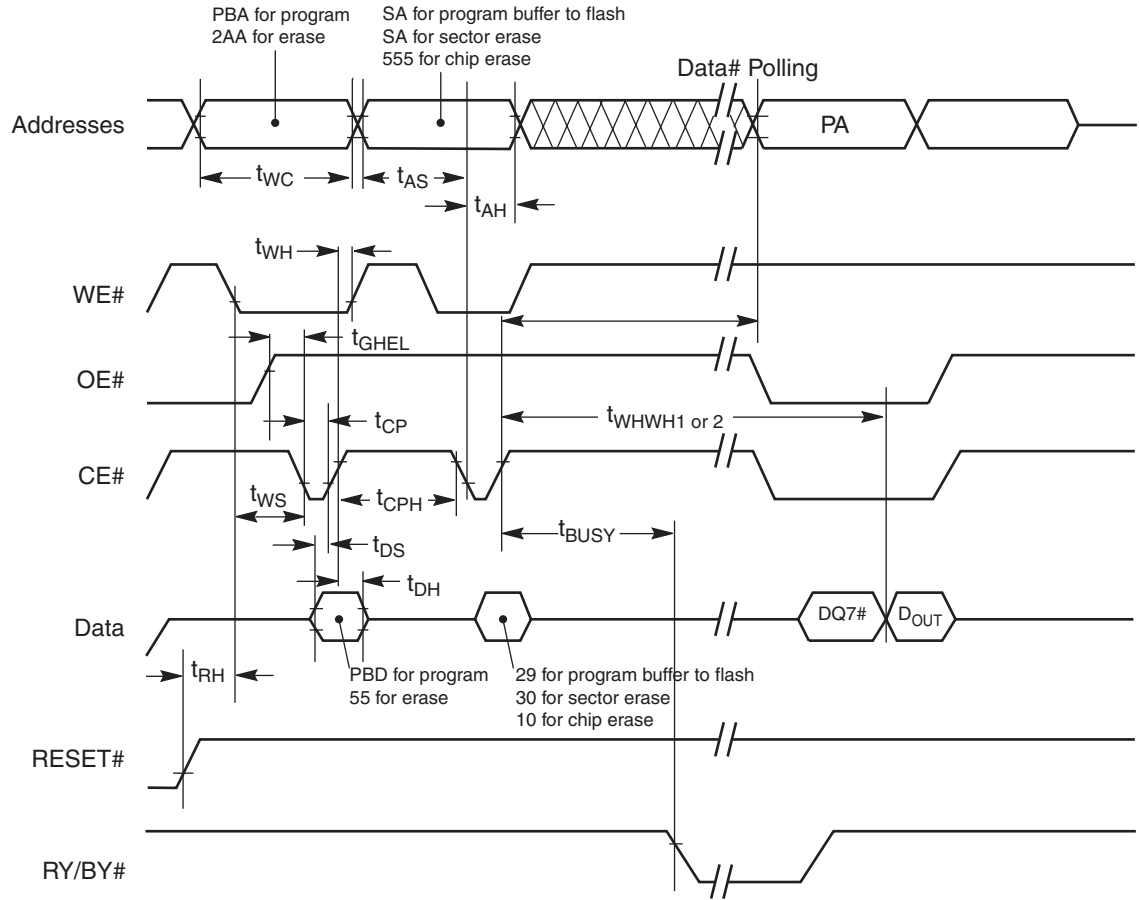 PBA for program
2AA for erase
SA for program buffer to flash
SA for sector erase
555 for chip erase
Data# Polling
Addresses
PA
tWC
tAS
tAH
tWH
WE#
tGHEL
OE#
tCP
tWHWH1 or 2
CE#
tWS
tCPH
tBUSY
tDS
tDH
Data
DQ7#
DOUT
tRH
PBD for program
55 for erase
29 for program buffer to flash
30 for sector erase
10 for chip erase
RESET#
RY/BY#